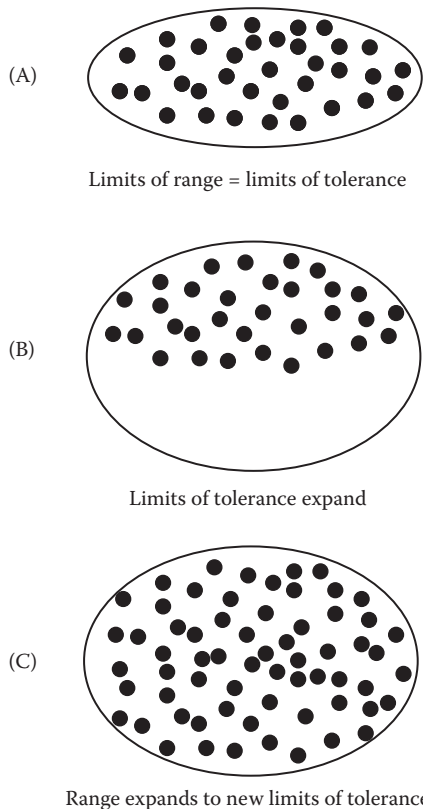 (A)
Limits of range = limits of tolerance
(B)
Limits of tolerance expand
(C)
Range expands to new limits of tolerance